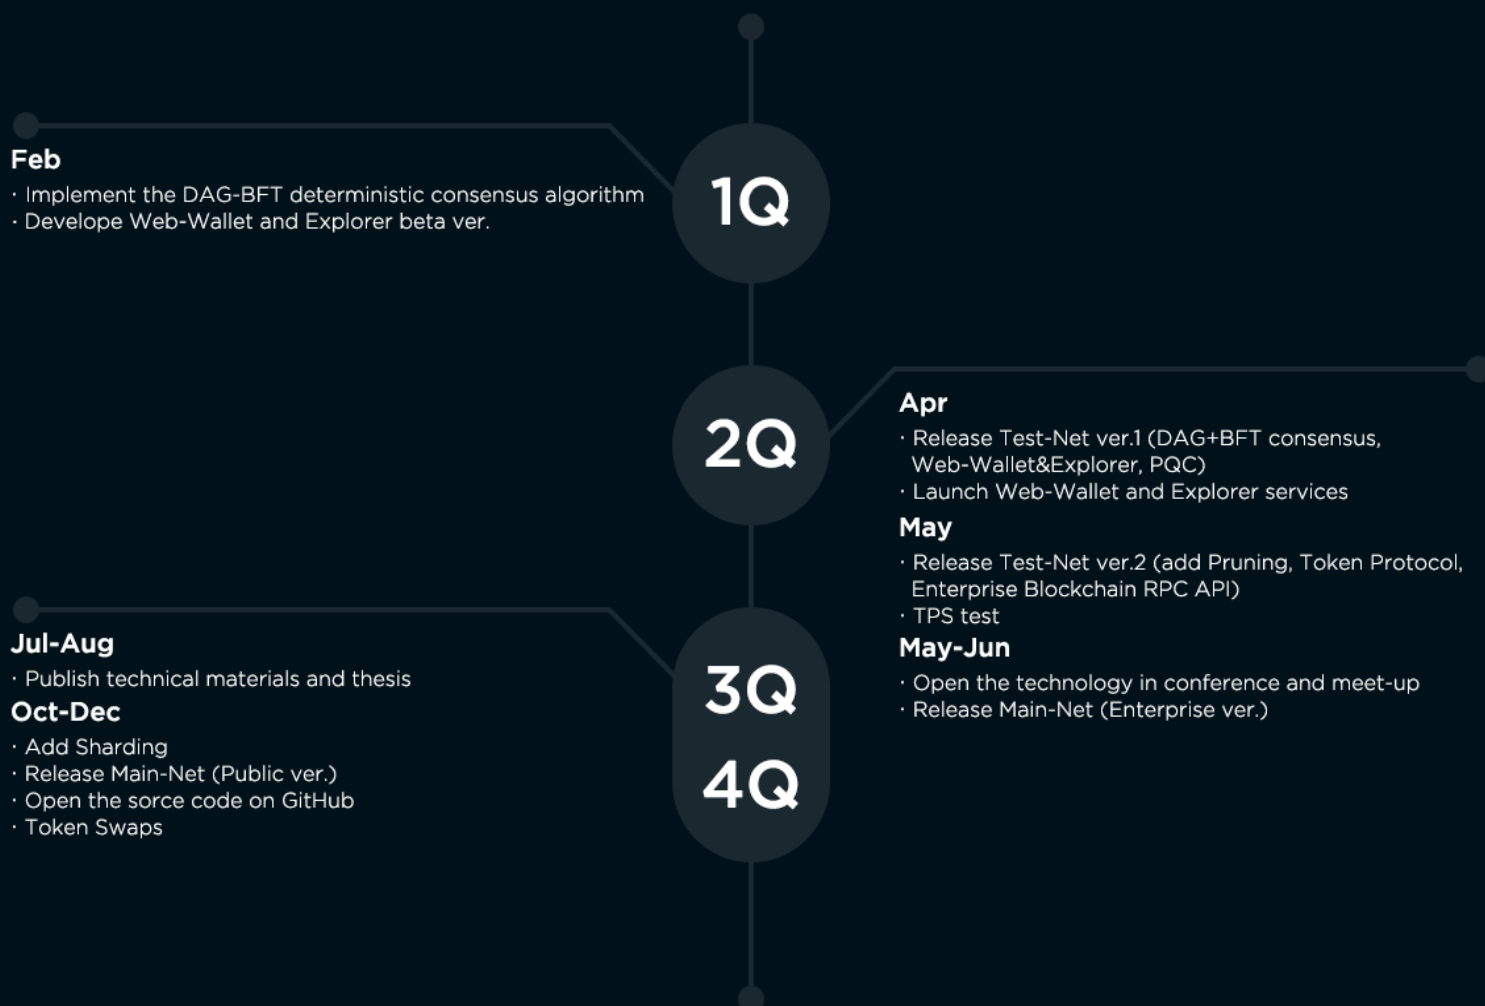 1Q
Feb
· Implement the DAG-BFT deterministic consensus algorithm
· Develope Web-Wallet and Explorer beta ver.
2Q
Apr
· Release Test-Net ver.1 (DAG+BFT consensus,
Web-Wallet&Explorer, PQC)
· Launch Web-Wallet and Explorer services
May
· Release Test-Net ver.2 (add Pruning, Token Protocol,
Enterprise Blockchain RPC API)
· TPS test
May-Jun
· Open the technology in conference and meet-up
· Release Main-Net (Enterprise ver.)
3Q
4Q
Jul-Aug
· Publish technical materials and thesis
Oct-Dec
· Add Sharding
· Release Main-Net (Public ver.)
· Open the sorce code on GitHub
· Token Swaps